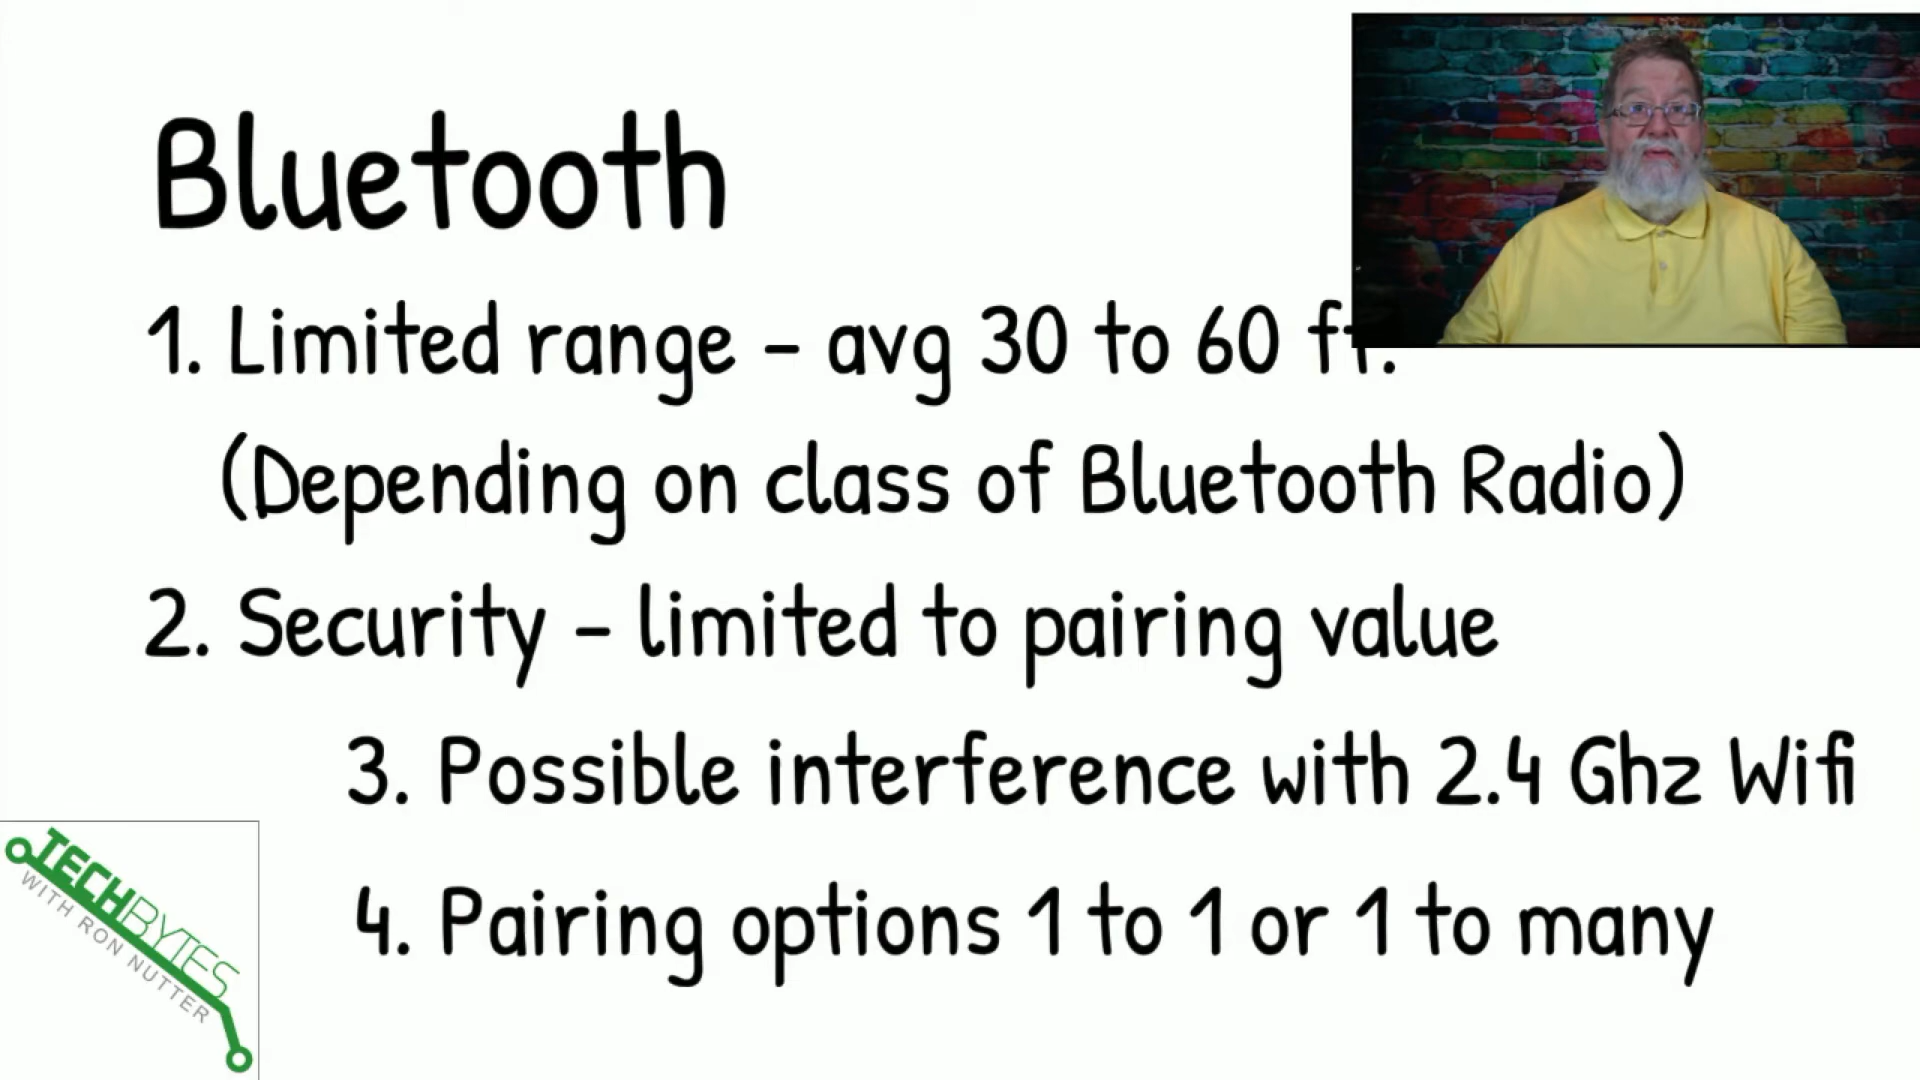 Bluetooth
1. Limited range - avg 30 to 60 ft.
(Depending on class of Bluetooth Radio)
2. Security - limited to pairing value
3. Possible interference with 2.4 Ghz Wifi
4. Pairing options 1 to 1 or 1 to many
TECHBYTES
WITH RON NUTTER